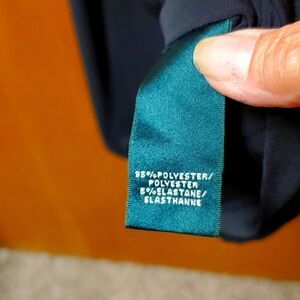 95%POLYESTER/
POLYESTER
5%ELASTANE/
ELASTHANNE